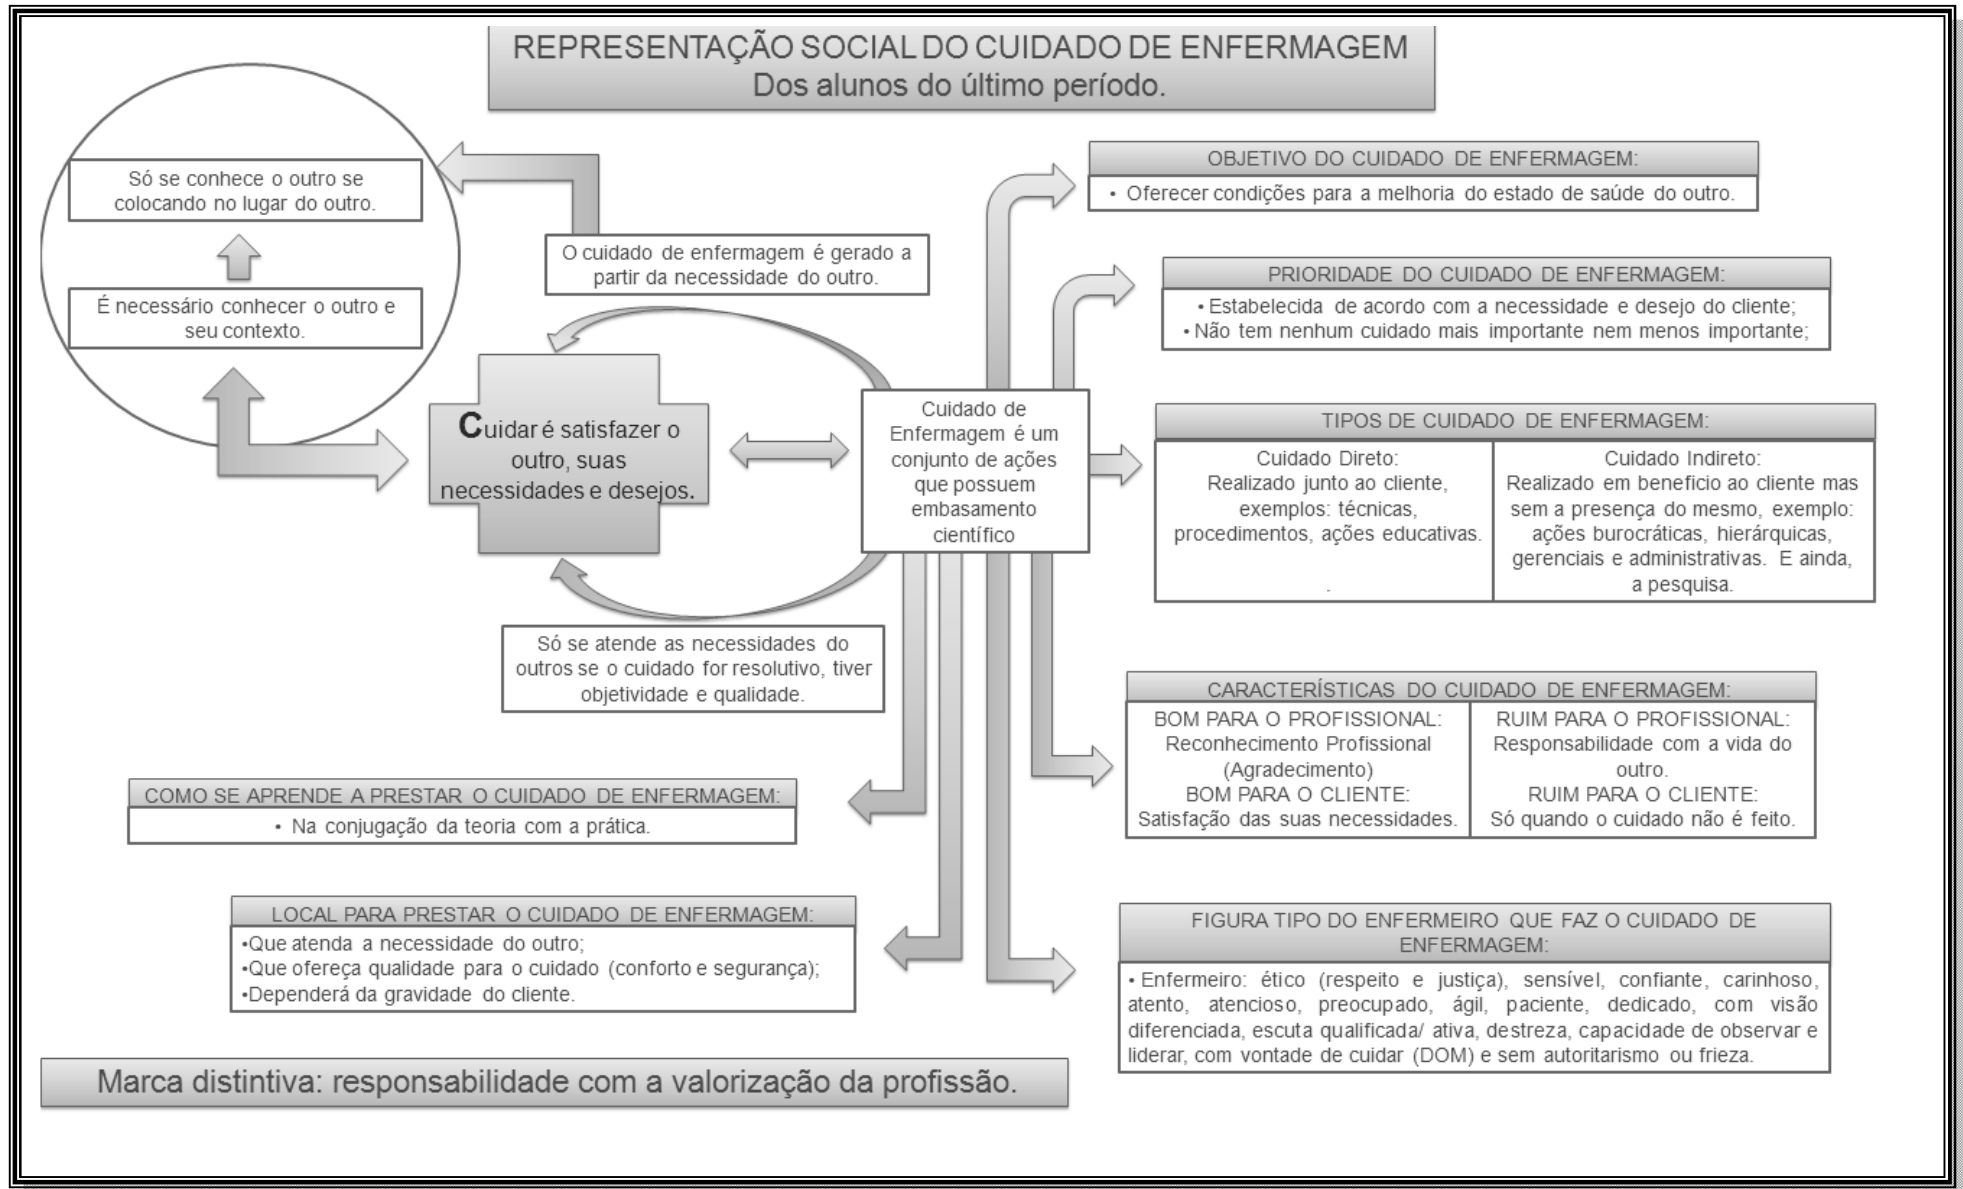 REPRESENTAÇÃO SOCIAL DO CUIDADO DE ENFERMAGEM
Dos alunos do último período.
Só se conhece o outro se
colocando no lugar do outro.
É necessário conhecer o outro e
seu contexto.
O cuidado de enfermagem é gerado a
partir da necessidade do outro.
Cuidar é satisfazer o
outro, suas
necessidades e desejos.
Cuidado de
Enfermagem é um
conjunto de ações
que possuem
embasamento
científico
Só se atende as necessidades do
outros se o cuidado for resolutivo, tiver
objetividade e qualidade.
OBJETIVO DO CUIDADO DE ENFERMAGEM:
• Oferecer condições para a melhoria do estado de saúde do outro.
PRIORIDADE DO CUIDADO DE ENFERMAGEM:
• Estabelecida de acordo com a necessidade e desejo do cliente;
• Não tem nenhum cuidado mais importante nem menos importante;
TIPOS DE CUIDADO DE ENFERMAGEM:
Cuidado Direto:
Realizado junto ao cliente,
exemplos: técnicas,
procedimentos, ações educativas.
.
Cuidado Indireto:
Realizado em beneficio ao cliente mas
sem a presença do mesmo, exemplo:
ações burocráticas, hierárquicas,
gerenciais e administrativas. E ainda,
a pesquisa.
CARACTERÍSTICAS DO CUIDADO DE ENFERMAGEM:
BOM PARA O PROFISSIONAL:
Reconhecimento Profissional
(Agradecimento)
BOM PARA O CLIENTE:
Satisfação das suas necessidades.
RUIM PARA O PROFISSIONAL:
Responsabilidade com a vida do
outro.
RUIM PARA O CLIENTE:
Só quando o cuidado não é feito.
COMO SE APRENDE A PRESTAR O CUIDADO DE ENFERMAGEM:
• Na conjugação da teoria com a prática.
LOCAL PARA PRESTAR O CUIDADO DE ENFERMAGEM:
•Que atenda a necessidade do outro;
•Que ofereça qualidade para o cuidado (conforto e segurança);
•Dependerá da gravidade do cliente.
FIGURA TIPO DO ENFERMEIRO QUE FAZ O CUIDADO DE
ENFERMAGEM:
• Enfermeiro: ético (respeito e justiça), sensível, confiante, carinhoso,
atento, atencioso, preocupado, ágil, paciente, dedicado, com visão
diferenciada, escuta qualificada/ ativa, destreza, capacidade de observar e
liderar, com vontade de cuidar (DOM) e sem autoritarismo ou frieza.
Marca distintiva: responsabilidade com a valorização da profissão.